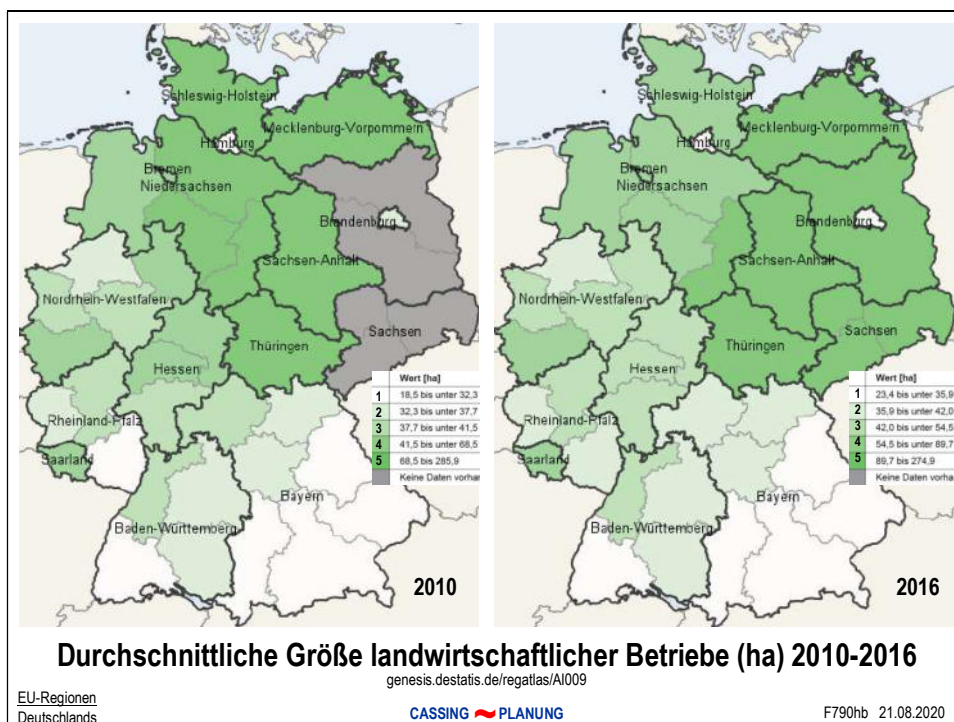 Schleswig-Holstein
Mecklenburg-Vorpommern
Hamburg
Bremen
Niedersachsen
Brandenburg
Sachsen-Anhalt
Nordrhein-Westfalen
Sachsen
Thüringen
Hessen
Rheinland-Pfalz
Saarland
Bayern
Baden-Württemberg
Wert [ha]
1 18,5 bis unter 32,3
2 32,3 bis unter 37,7
3 37,7 bis unter 41,5
4 41,5 bis unter 68,5
5 68,5 bis 285,9
Keine Daten vorhar
2010
Schleswig-Holstein
Mecklenburg-Vorpommern
Hamburg
Bremen
Niedersachsen
Brandenburg
Sachsen-Anhalt
Nordrhein-Westfalen
Sachsen
Thüringen
Hessen
Rheinland-Pfalz
Saarland
Bayern
Baden-Württemberg
Wert [ha]
1 23,4 bis unter 35,9
2 35,9 bis unter 42,0
3 42,0 bis unter 54,5
4 54,5 bis unter 89,7
5 89,7 bis 274,9
Keine Daten vorhar
2016
Durchschnittliche Größe landwirtschaftlicher Betriebe (ha) 2010-2016
genesis.destatis.de/regatlas/AI009
EU-Regionen
Deutschlands
CASSING PLANUNG
F790hb 21.08.2020